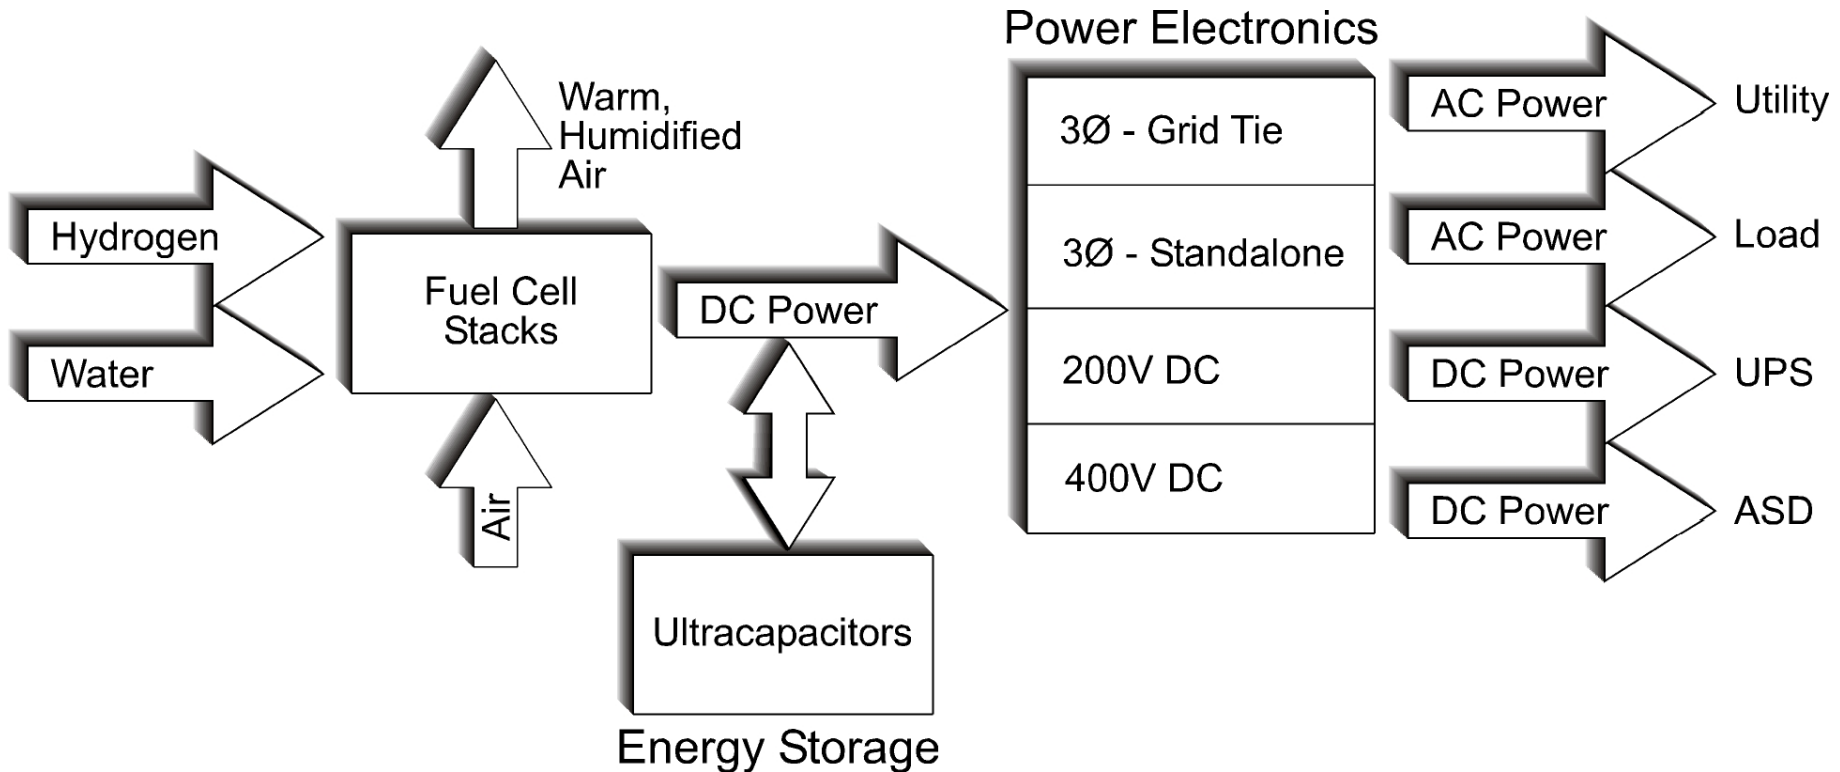 Power Electronics
Warm,
Humidified
Air
Hydrogen
Water
Air
Fuel Cell
Stacks
DC Power
Ultracapacitors
Energy Storage
3Ø - Grid Tie
3Ø - Standalone
200V DC
400V DC
AC Power
Utility
AC Power
Load
DC Power
UPS
DC Power
ASD